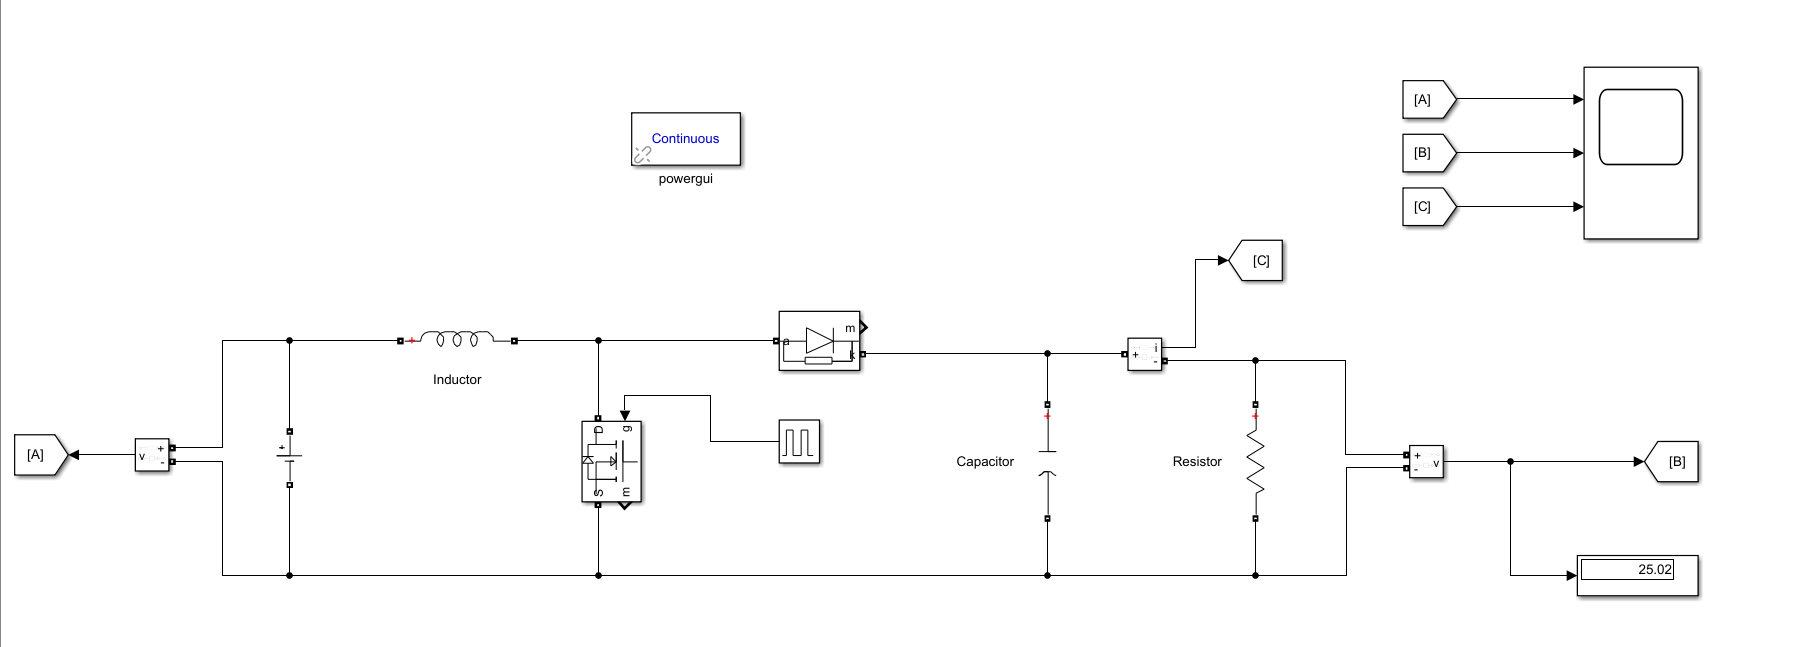 [A]
Continuous
[B]
powergui
[C]
[C]
m
a
k
i
+
-
Inductor
+
-
v
[A]
+
D
g
S
m
Capacitor
+
Resistor
+
+
-
v
[B]
25.02